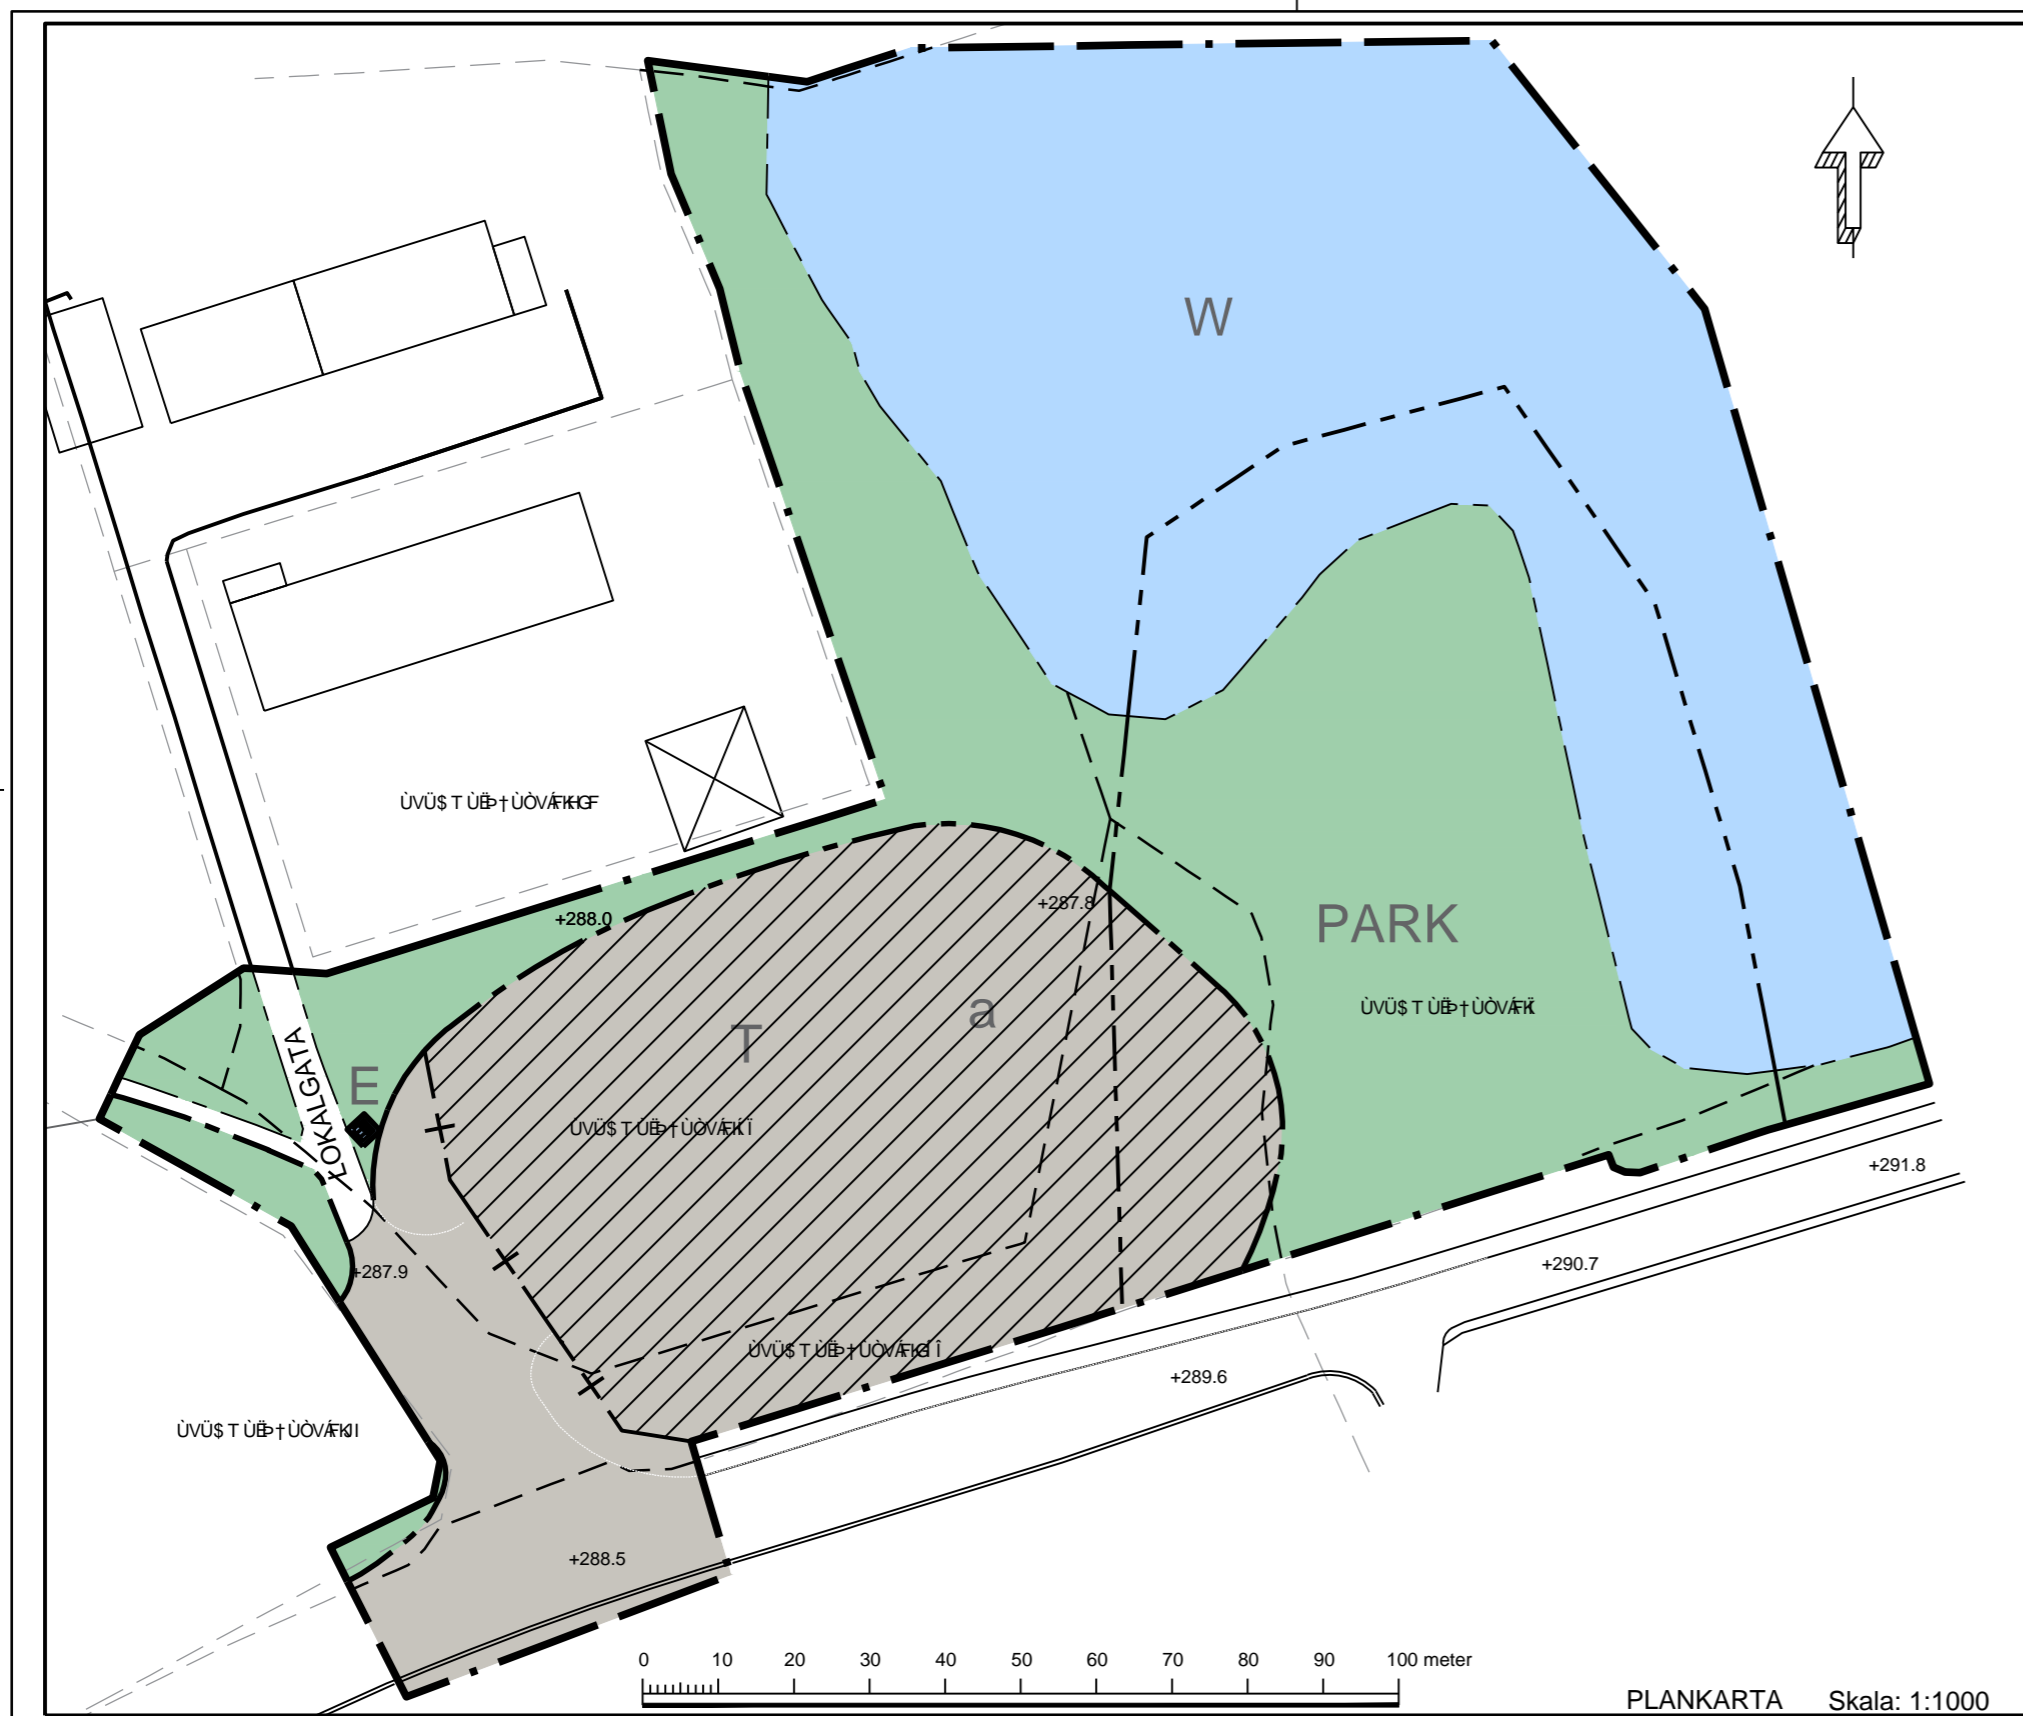 W
+288.0
+287.8
PARK
T
a
LOKALGATA
E
+291.8
+287.9
+290.7
+289.6
+288.5
0 10 20 30 40 50 60 70 80 90 100 meter
PLANKARTA Skala: 1:1000